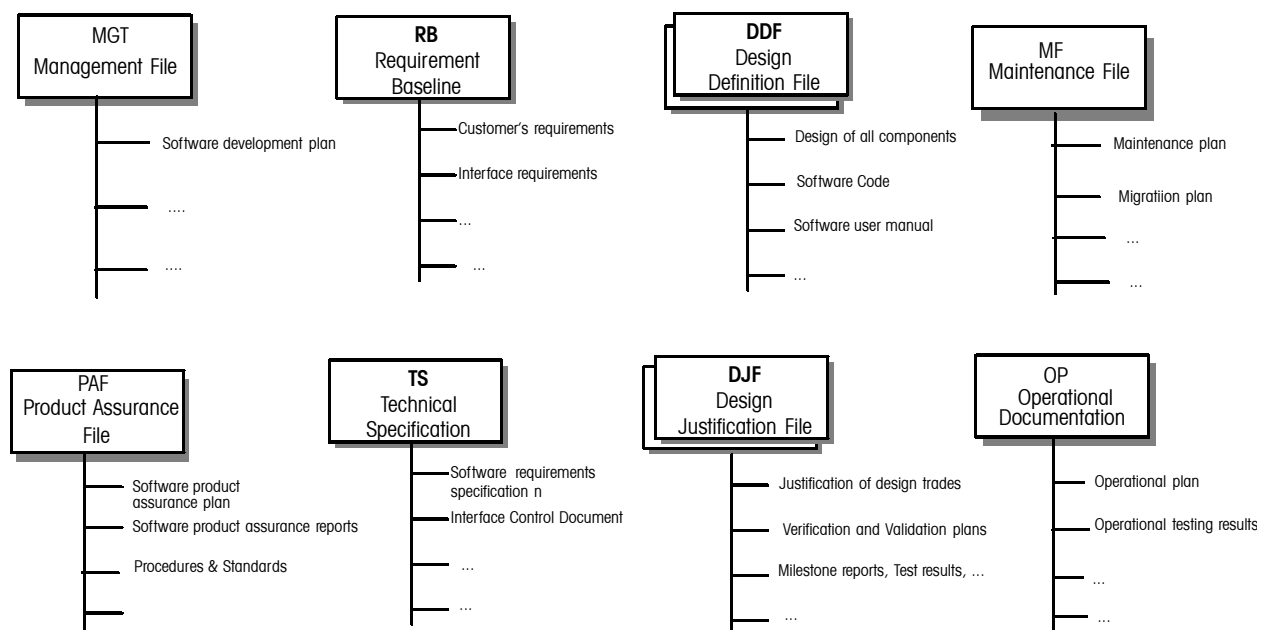 MGT
Management File
Software development plan
....
....
RB
Requirement
Baseline
Customer's requirements
Interface requirements
...
...
DDF
Design
Definition File
Design of all components
Software Code
Software user manual
...
MF
Maintenance File
Maintenance plan
Migratiion plan
...
...
PAF
Product Assurance
File
Software product
assurance plan
Software product assurance reports
Procedures & Standards
TS
Technical
Specification
Software requirements
specification n
Interface Control Document
...
...
DJF
Design
Justification File
Justification of design trades
Verification and Validation plans
Milestone reports, Test results, ...
...
OP
Operational
Documentation
Operational plan
Operational testing results
...
...